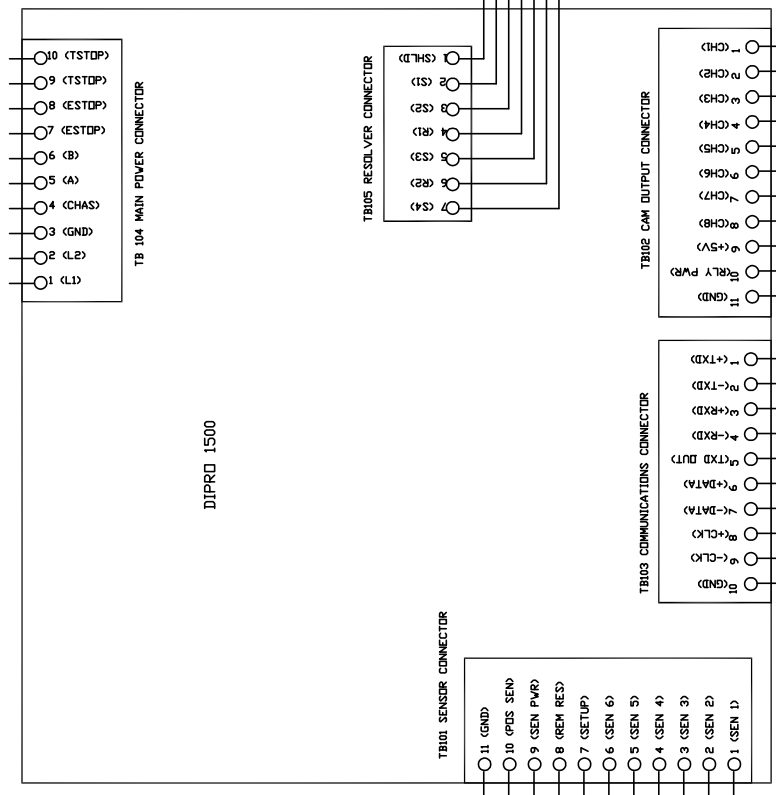 10 (TSTOP)
9 (TSTOP)
8 (ESTOP)
7 (ESTOP)
6 (B)
5 (A)
4 (CHAS)
3 (GND)
2 (L2)
1 (L1)
TB 104 MAIN POWER CONNECTOR
TB105 RESOLVER CONNECTOR
1 (SHLD)
2 (S1)
3 (S2)
4 (R1)
5 (S3)
6 (R2)
7 (S4)
TB102 CAM OUTPUT CONNECTOR
1 (CH1)
2 (CH2)
3 (CH3)
4 (CH4)
5 (CH5)
6 (CH6)
7 (CH7)
8 (CH8)
9 (+5V)
10 (RLY PWR)
11 (GND)
TB103 COMMUNICATIONS CONNECTOR
1 (+TXD)
2 (-TXD)
3 (+RXD)
4 (-RXD)
5 (TXD OUT)
6 (+DATA)
7 (-DATA)
8 (+CLK)
9 (-CLK)
10 (GND)
DIPRO 1500
TB101 SENSOR CONNECTOR
11 (GND)
10 (POS SEN)
9 (SEN PWR)
8 (REM RES)
7 (SETUP)
6 (SEN 6)
5 (SEN 5)
4 (SEN 4)
3 (SEN 3)
2 (SEN 2)
1 (SEN 1)